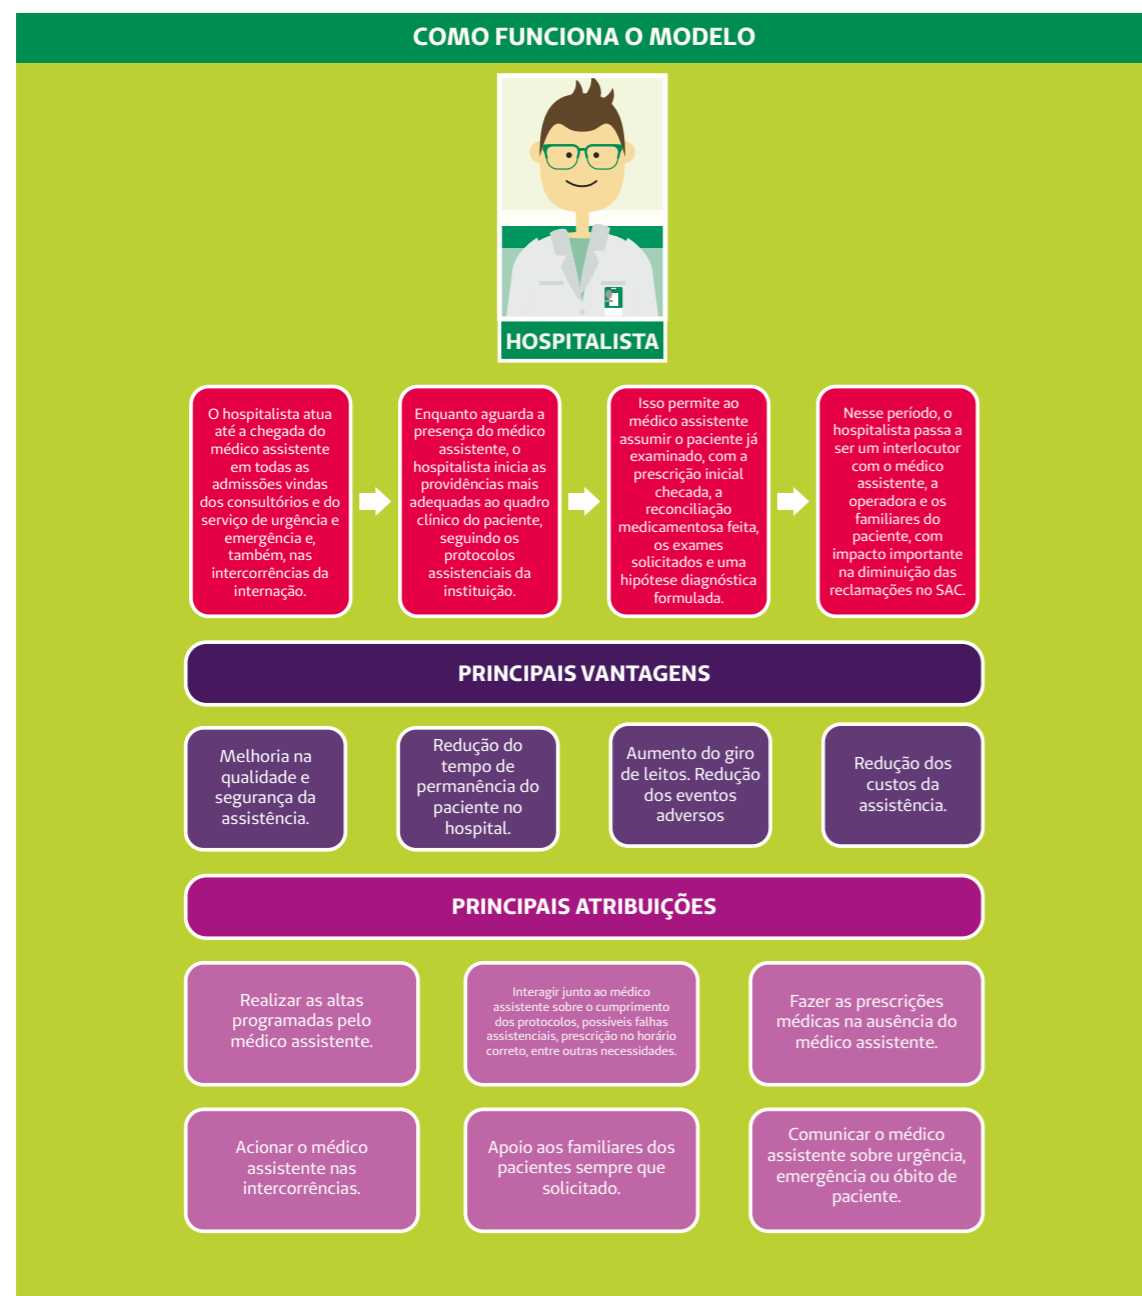 COMO FUNCIONA O MODELO
HOSPITALISTA
O hospitalista atua
até a chegada do
médico assistente
em todas as
admissões vindas
dos consultórios e do
serviço de urgência e
emergência e,
também, nas
intercorrências da
internação.
Enquanto aguarda a
presença do médico
assistente, o
hospitalista inicia as
providências mais
adequadas ao quadro
clínico do paciente,
seguindo os
protocolos
assistenciais da
instituição.
Isso permite ao
médico assistente
assumir o paciente já
examinado, com a
prescrição inicial
checada, a
reconciliação
medicamentosa feita,
os exames
solicitados e uma
hipótese diagnóstica
formulada.
Nesse período, o
hospitalista passa a
ser um interlocutor
com o médico
assistente, a
operadora e os
familiares do
paciente, com
impacto importante
na diminuição das
reclamações no SAC.
PRINCIPAIS VANTAGENS
Melhoria na
qualidade e
segurança da
assistência.
Redução do
tempo de
permanência do
paciente no
hospital.
Aumento do giro
de leitos. Redução
dos eventos
adversos
Redução dos
custos da
assistência.
PRINCIPAIS ATRIBUIÇÕES
Realizar as altas
programadas pelo
médico assistente.
Interagir junto ao médico
assistente sobre o cumprimento
dos protocolos, possíveis falhas
assistenciais, prescrição no horário
correto, entre outras necessidades.
Fazer as prescrições
médicas na ausência do
médico assistente.
Acionar o médico
assistente nas
intercorrências.
Apoio aos familiares dos
pacientes sempre que
solicitado.
Comunicar o médico
assistente sobre urgência,
emergência ou óbito de
paciente.